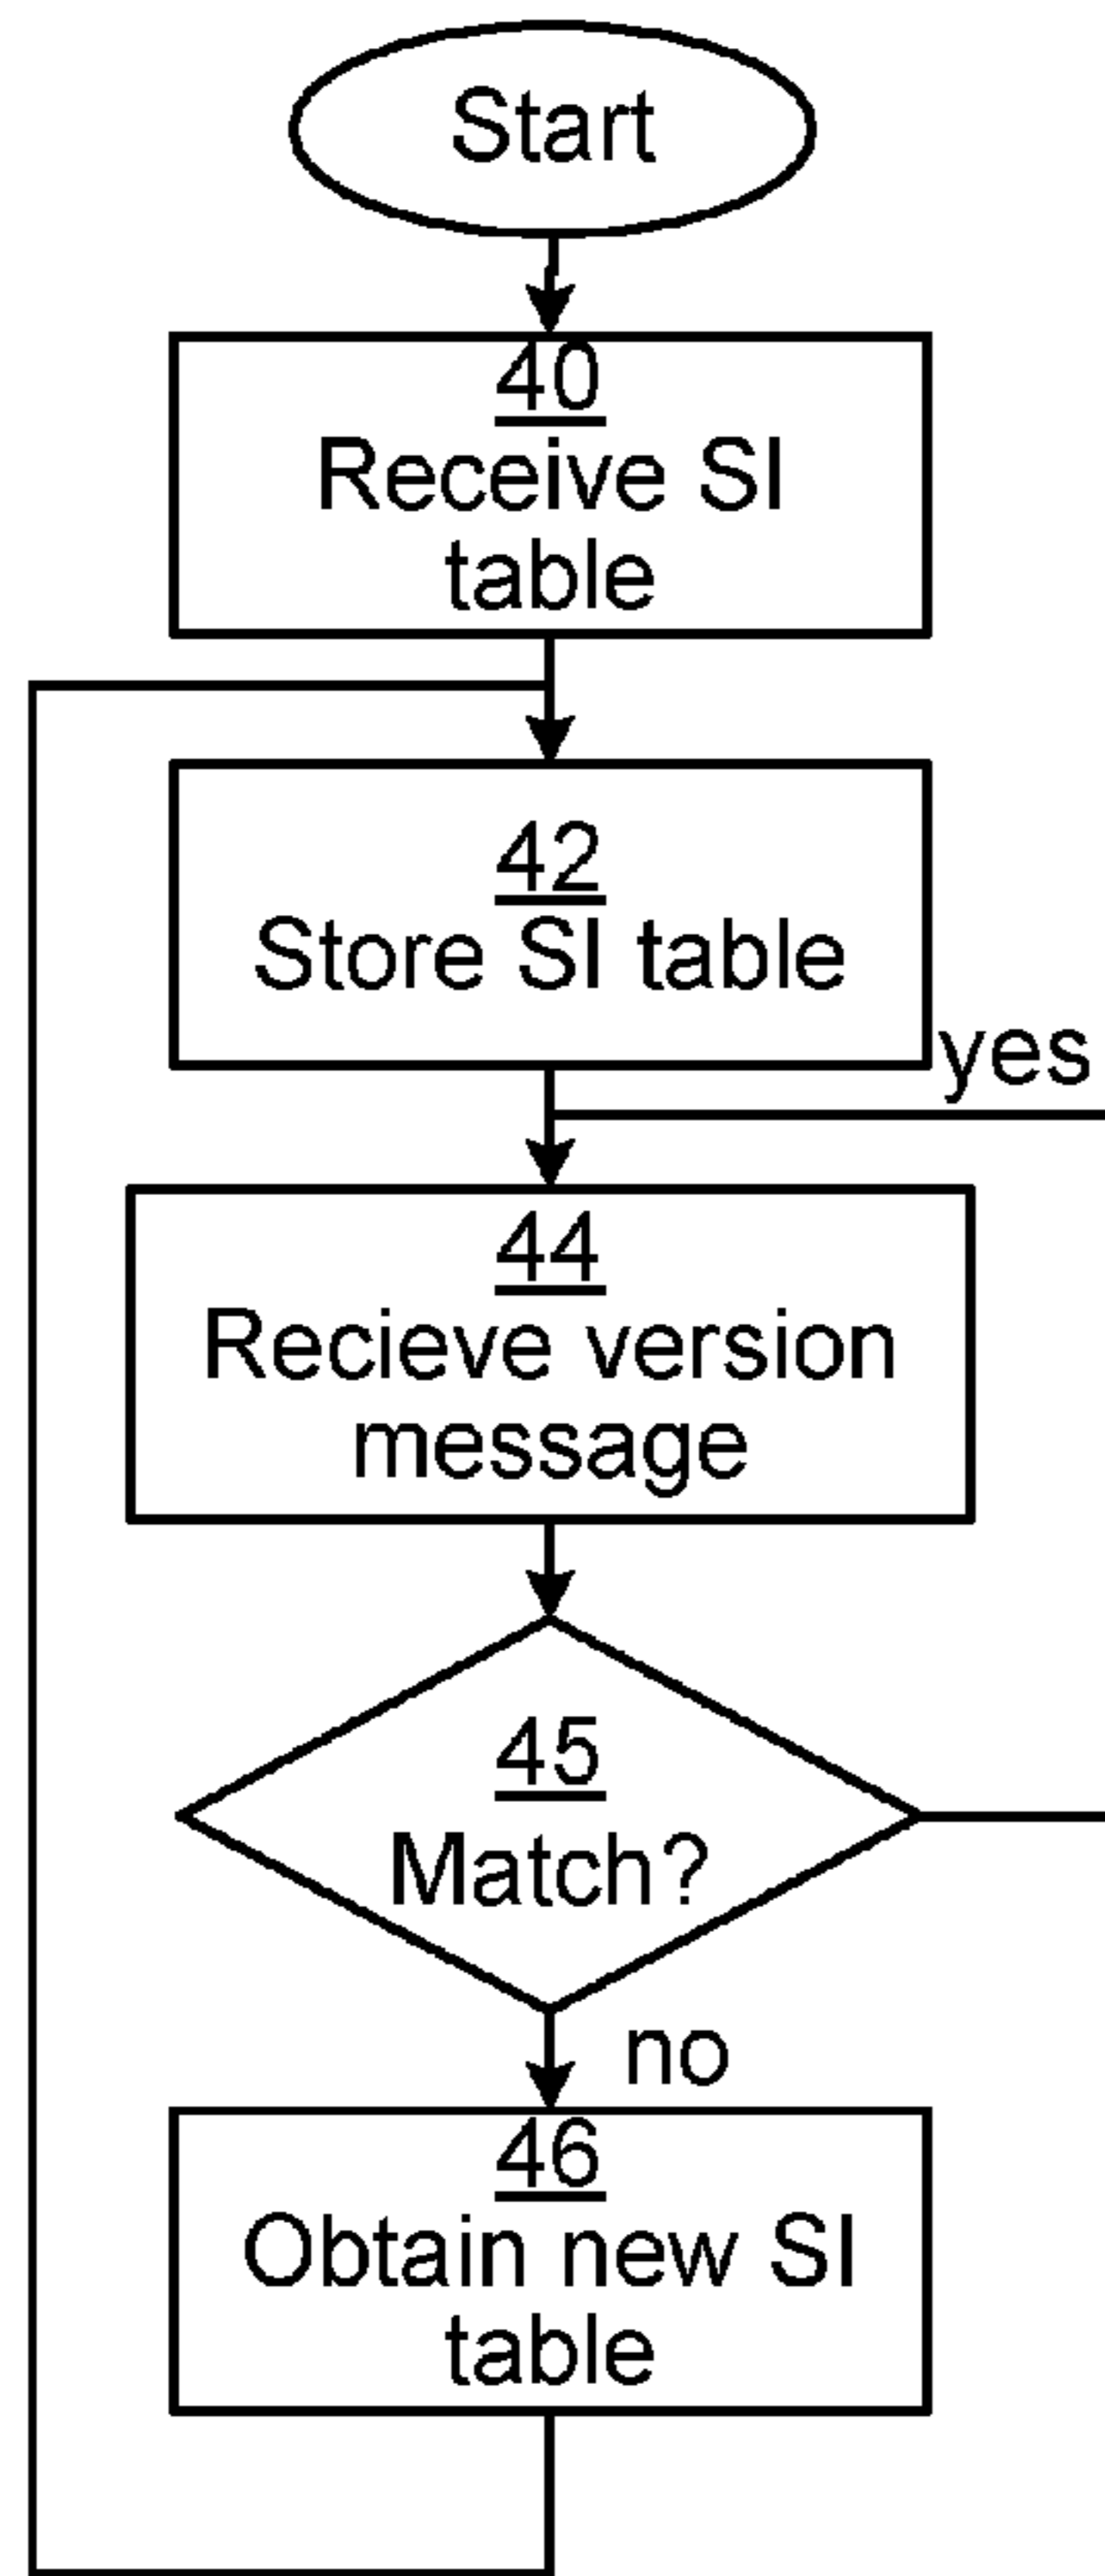 Start
40
Receive SI
table
42
Store SI table
yes
44
Recieve version
message
45
Match?
no
46
Obtain new SI
table